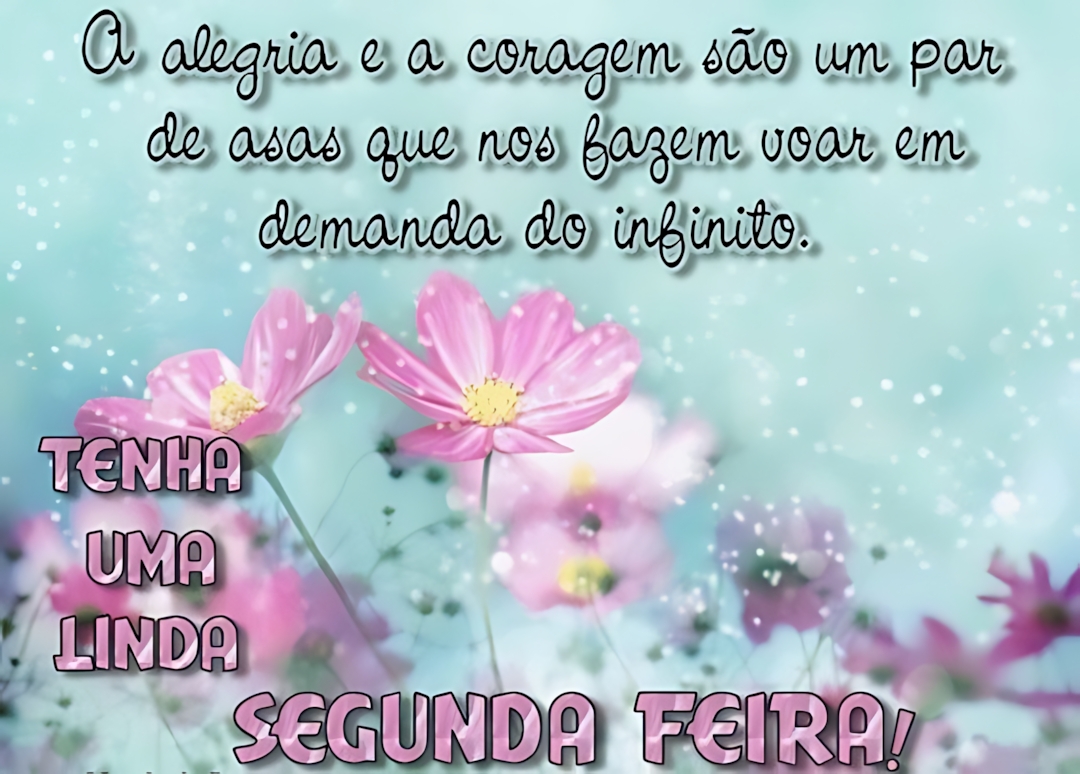 A alegria e a coragem são um par
de asas que nos fazem voar em
demanda do infinito.
TENHA
UMA
LINDA
SEGUNDA FEIRA!